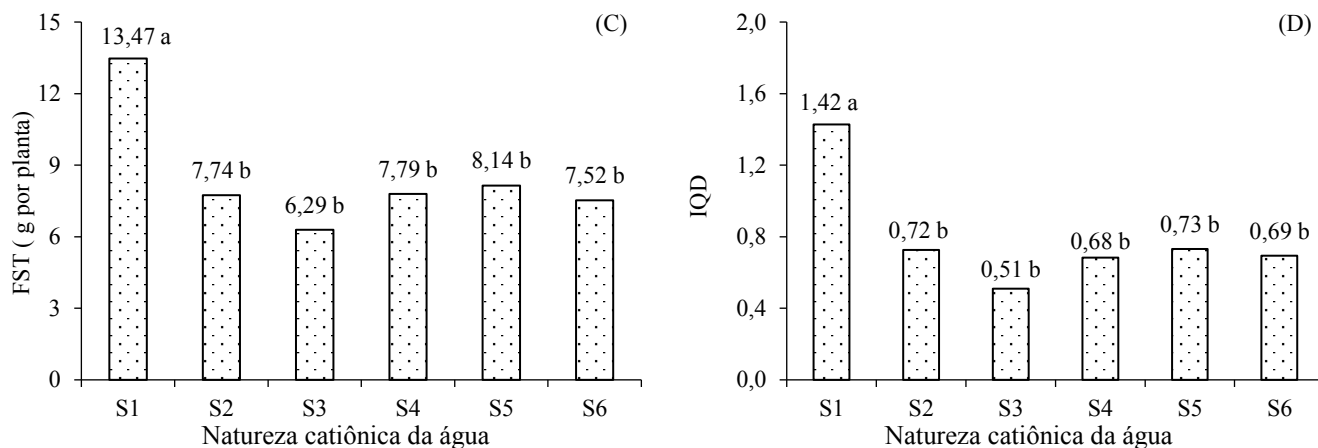 (C)
FST ( g por planta)
15
12
9
6
3
0
13,47 a
7,74 b
6,29 b
7,79 b
8,14 b
7,52 b
S1 S2 S3 S4 S5 S6
Natureza catiônica da água
(D)
IQD
2,0
1,6
1,2
0,8
0,4
0,0
1,42 a
0,72 b
0,51 b
0,68 b
0,73 b
0,69 b
S1 S2 S3 S4 S5 S6
Natureza catiônica da água